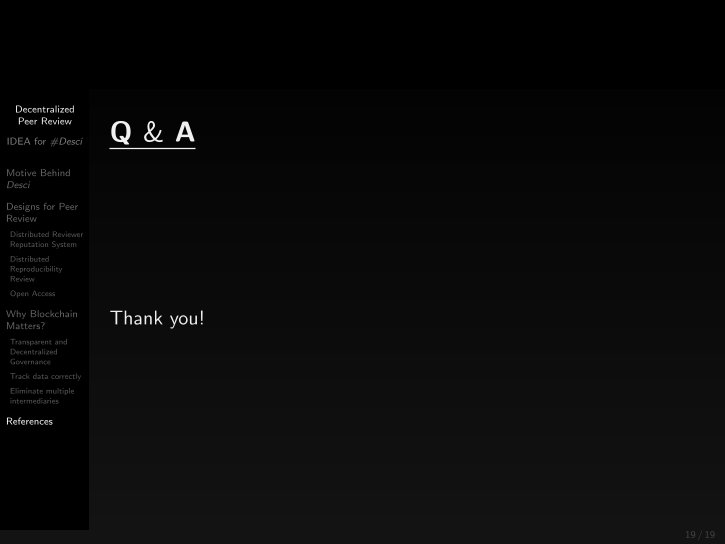 Decentralized
Peer Review
IDEA for #Desci
Motive Behind
Desci
Designs for Peer
Review
Distributed Reviewer
Reputation System
Distributed
Reproducibility
Review
Open Access
Why Blockchain
Matters?
Transparent and
Decentralized
Governance
Track data correctly
Eliminate multiple
intermediaries
References
Q & A
Thank you!
19 / 19